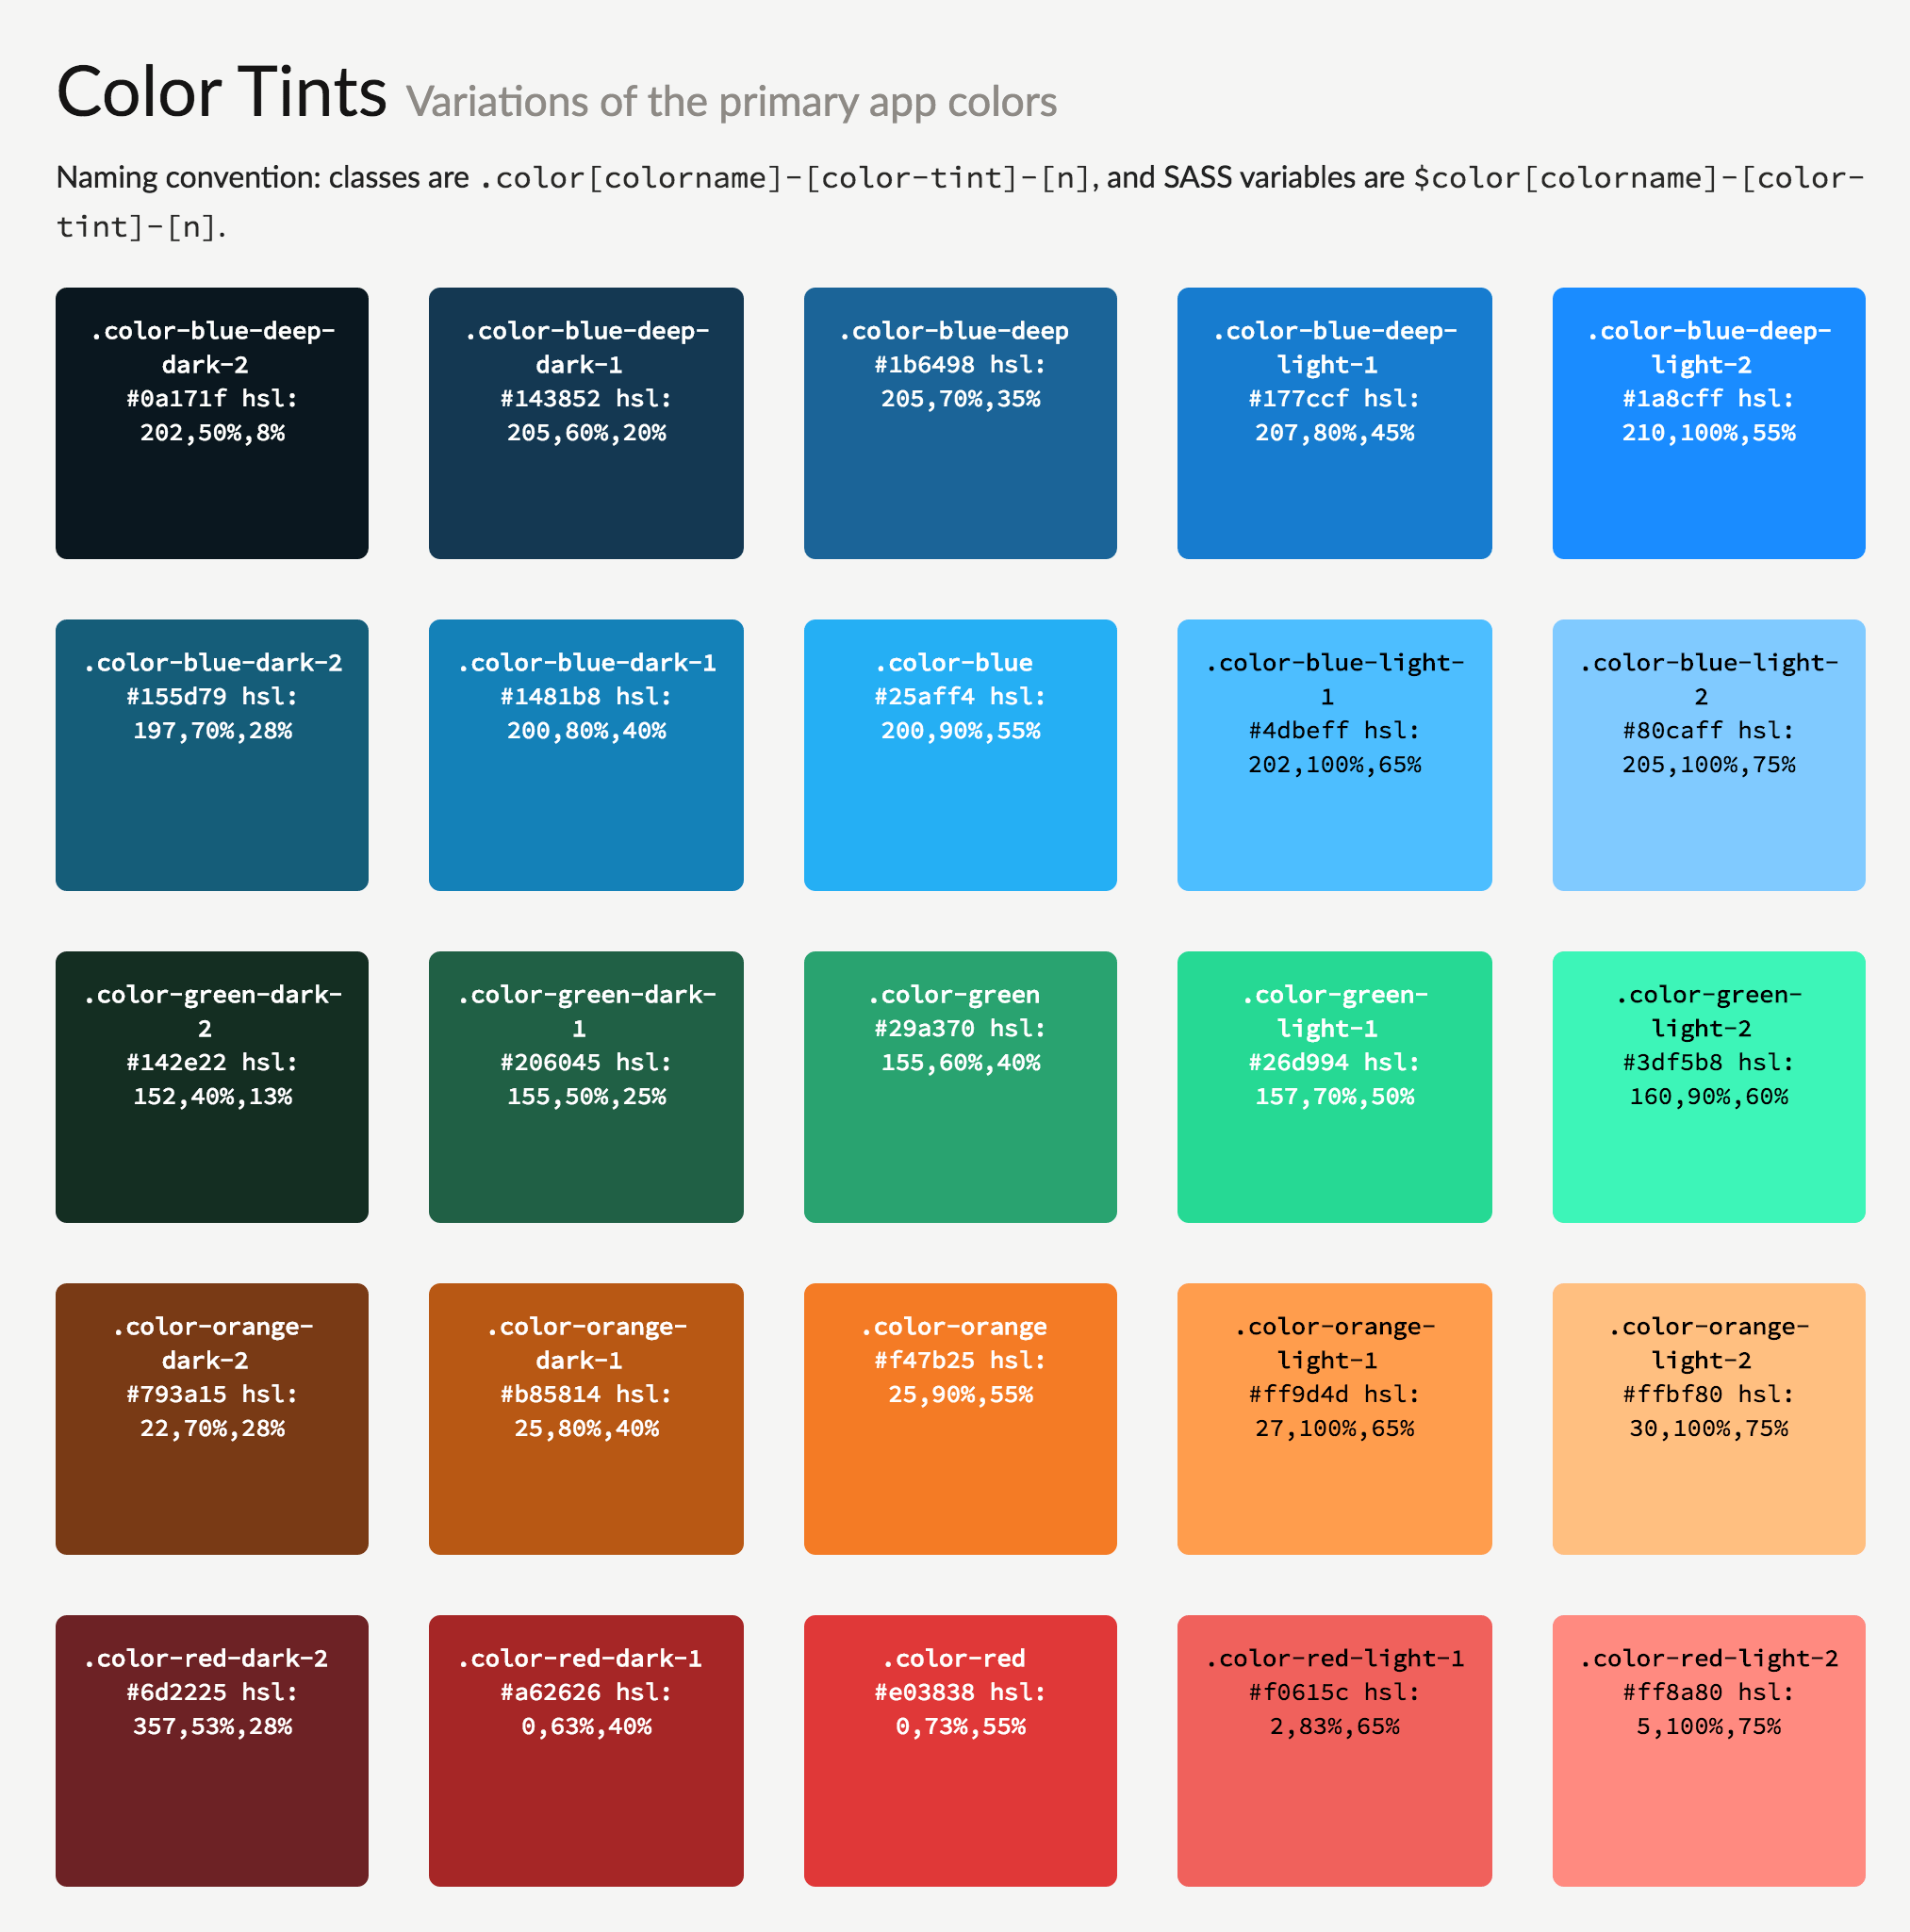 Color Tints Variations of the primary app colors
Naming convention: classes are .color[colorname]-[color-tint]-[n], and SASS variables are $color[colorname]-[color-
tint]-[n].
.color-blue-deep-
dark-2
#0a171f hsl:
202,50%,8%
.color-blue-deep-
dark-1
#143852 hsl:
205,60%,20%
.color-blue-deep
#1b6498 hsl:
205,70%,35%
.color-blue-deep-
light-1
#177ccf hsl:
207,80%,45%
.color-blue-deep-
light-2
#1a8cff hsl:
210,100%,55%
.color-blue-dark-2
#155d79 hsl:
197,70%,28%
.color-blue-dark-1
#1481b8 hsl:
200,80%,40%
.color-blue
#25aff4 hsl:
200,90%,55%
.color-blue-light-
1
#4dbeff hsl:
202,100%,65%
.color-blue-light-
2
#80caff hsl:
205,100%,75%
.color-green-dark-
2
#142e22 hsl:
152,40%,13%
.color-green-dark-
1
#206045 hsl:
155,50%,25%
.color-green
#29a370 hsl:
155,60%,40%
.color-green-
light-1
#26d994 hsl:
157,70%,50%
.color-green-
light-2
#3df5b8 hsl:
160,90%,60%
.color-orange-
dark-2
#793a15 hsl:
22,70%,28%
.color-orange-
dark-1
#b85814 hsl:
25,80%,40%
.color-orange
#f47b25 hsl:
25,90%,55%
.color-orange-
light-1
#ff9d4d hsl:
27,100%,65%
.color-orange-
light-2
#ffbf80 hsl:
30,100%,75%
.color-red-dark-2
#6d2225 hsl:
357,53%,28%
.color-red-dark-1
#a62626 hsl:
0,63%,40%
.color-red
#e03838 hsl:
0,73%,55%
.color-red-light-1
#f0615c hsl:
2,83%,65%
.color-red-light-2
#ff8a80 hsl:
5,100%,75%